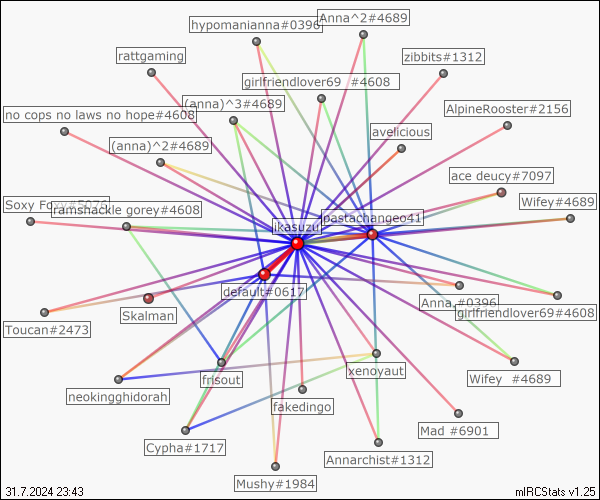 Anna^2#4689
hypomanianna#0396
rattgaming
zibbits#1312
girlfriendlover69 #4608
(anna)^3#4689
no cops no laws no hope#4608
AlpineRooster#2156
avelicious
(anna)^2#4689
ace deucy#7097
Wifey#4689
Soxy Foxy#5076
ramshackle gorey#4608
pastachangeo41
ikasuzu
default#0617
Anna #0396
girlfriendlover69#4608
Skalman
Toucan#2473
xenoyaut
frisout
Wifey #4689
neokingghidorah
fakedingo
Mad #6901
Cypha#1717
Annarchist#1312
Mushy#1984
31.7.2024 23:43
mIRCStats v1.25